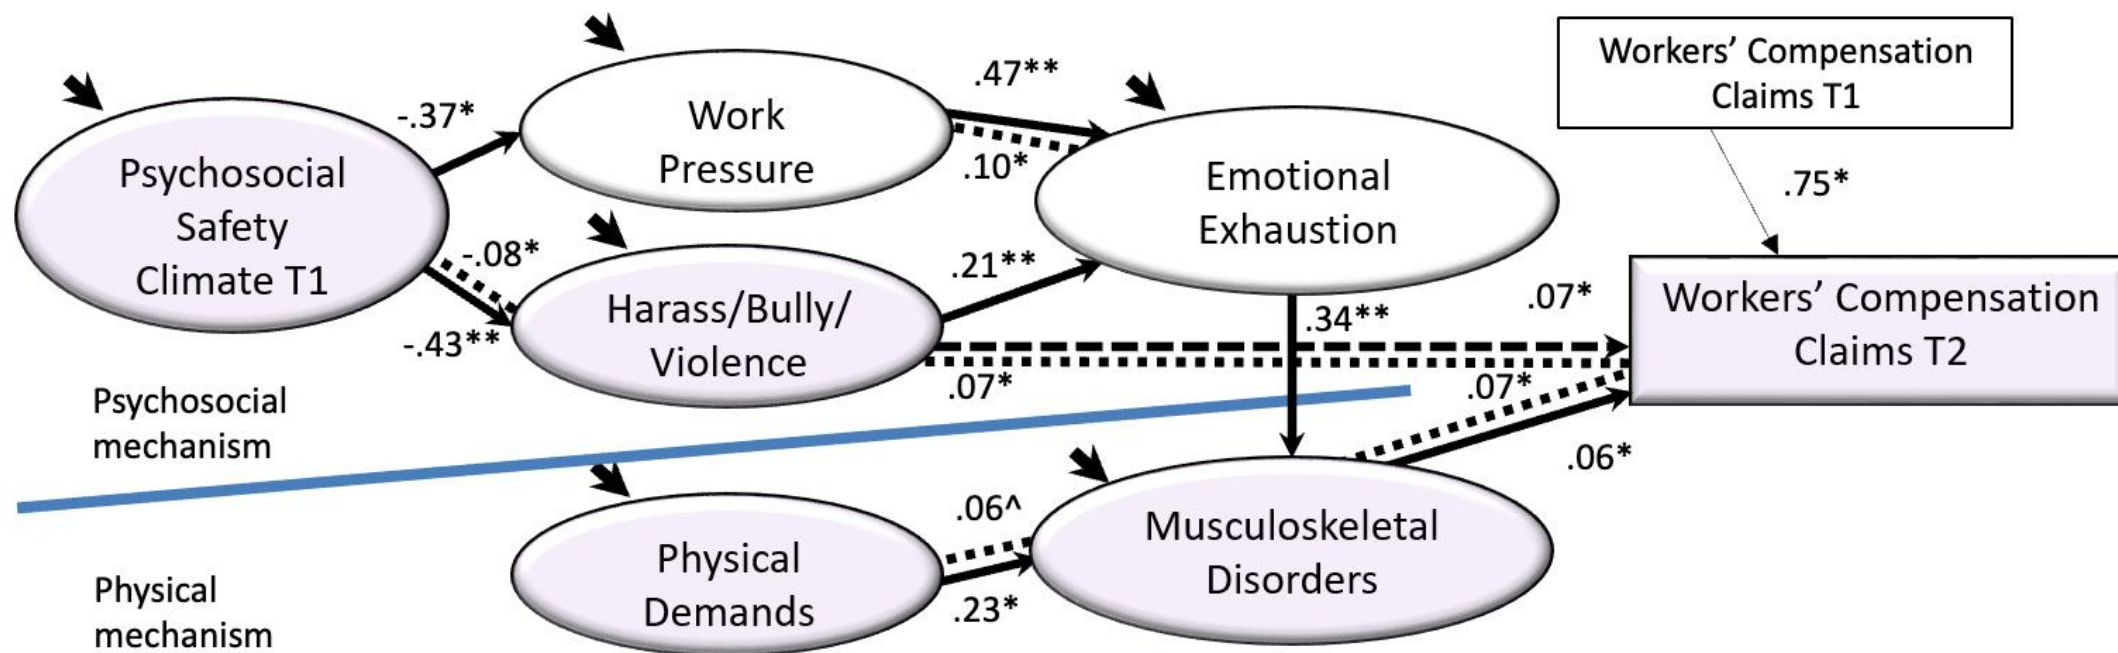 Workers’ Compensation
Claims T1
.75*
-.37*
Work
Pressure
.47**
.10*
Psychosocial
Safety
Climate T1
Emotional
Exhaustion
-.08*
-.43**
Harass/Bully/
Violence
.21**
.34**
.07*
.07*
.07*
Workers’ Compensation
Claims T2
.06*
Psychosocial
mechanism
Physical
mechanism
Physical
Demands
.06^
.23*
Musculoskeletal
Disorders